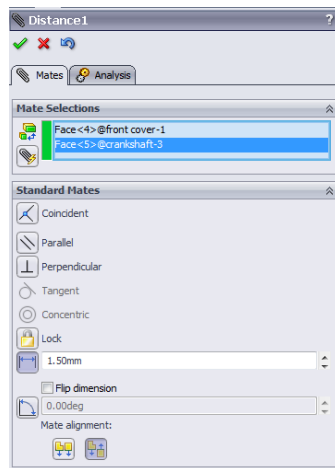 Distance1 ?
Mates Analysis
Mate Selections
Face<4>@front cover-1
Face<5>@crankshaft-3
Standard Mates
Coincident
Parallel
Perpendicular
Tangent
Concentric
Lock
1.50mm
Flip dimension
0.00deg
Mate alignment: